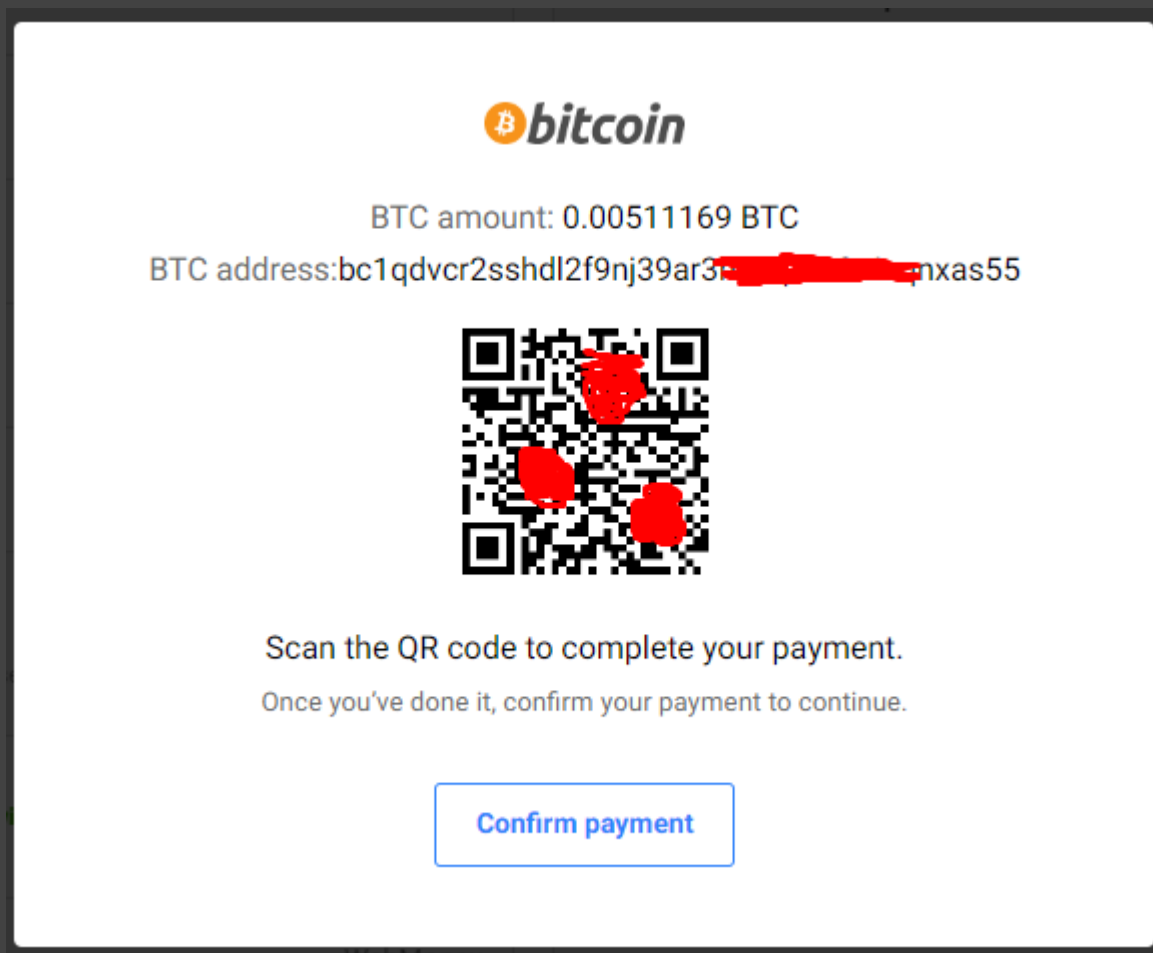 bitcoin
BTC amount: 0.00511169 BTC
BTC address:bc1qdvcr2sshdl2f9nj39ar3 nxas55
Scan the QR code to complete your payment.
Once you've done it, confirm your payment to continue.
Confirm payment